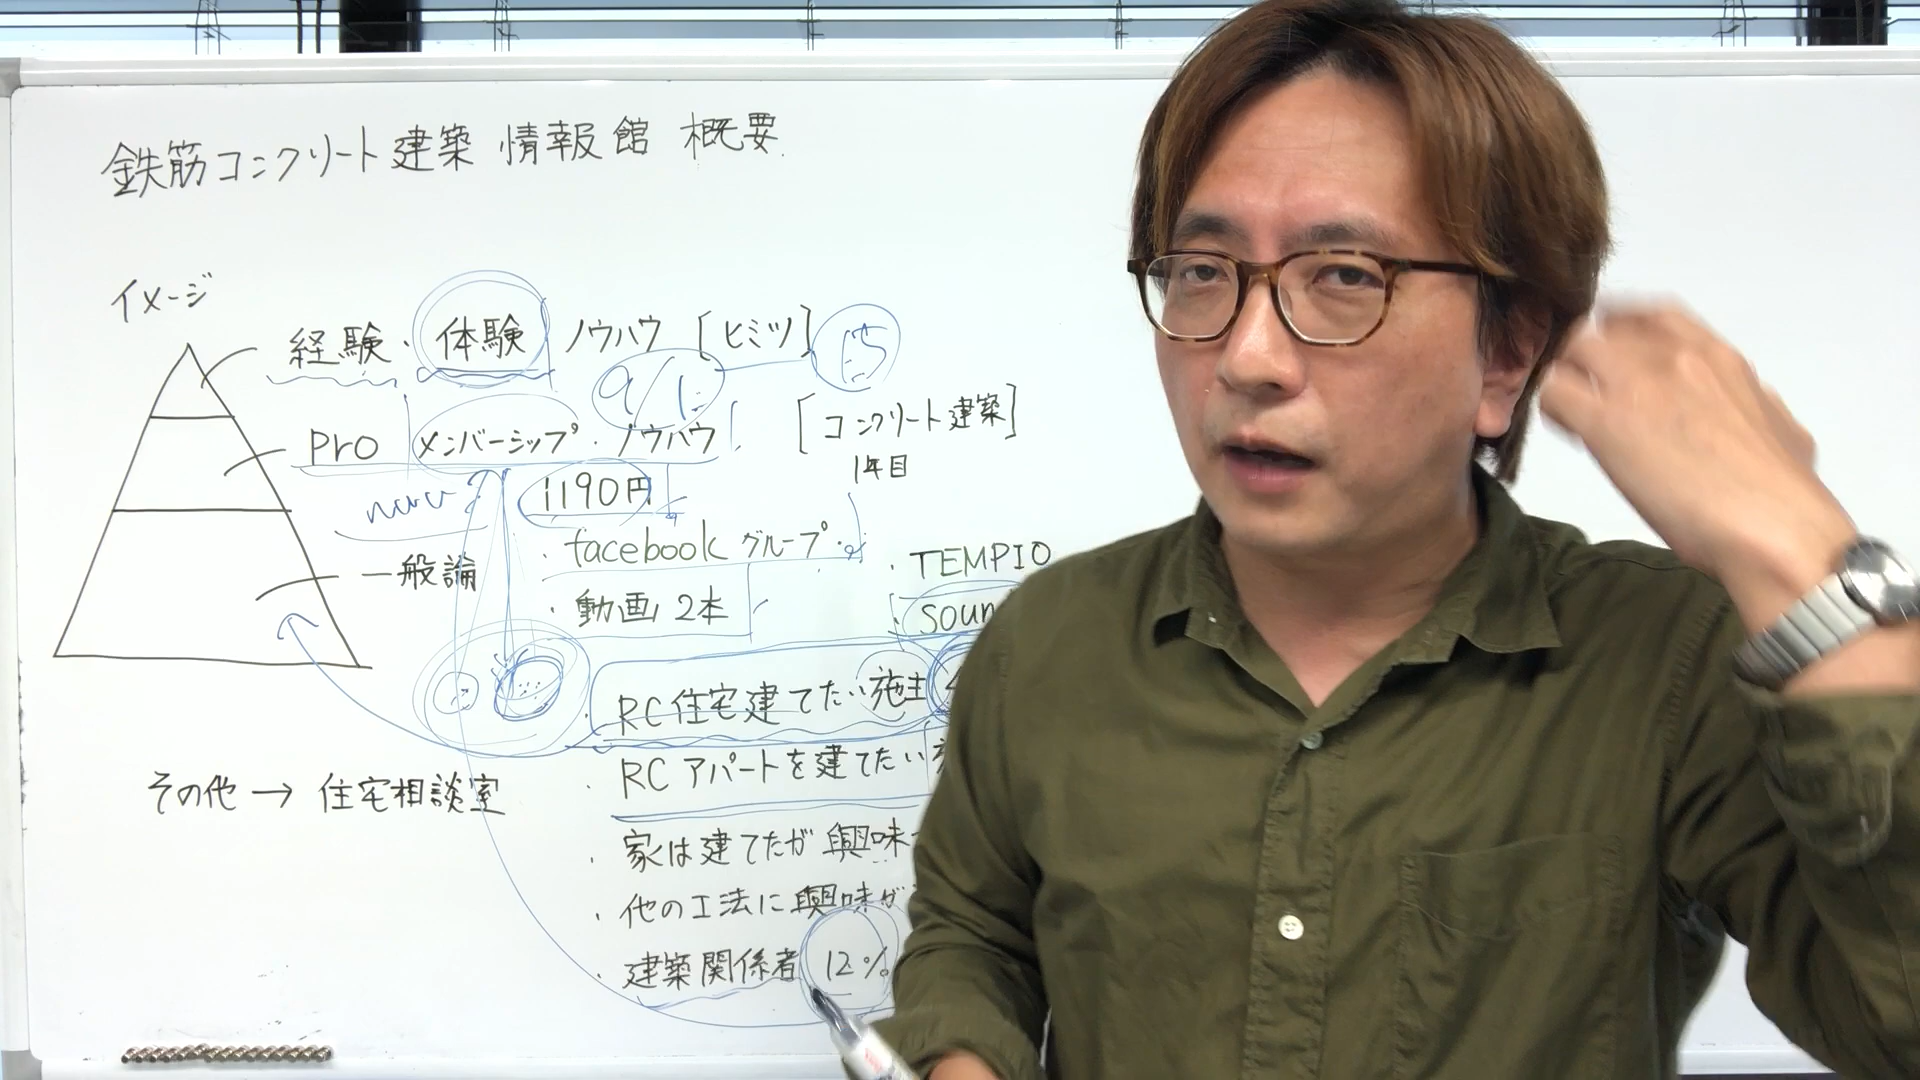 鉄筋コンクリート建築 情報館 概要
イメージ
経験・体験 ノウハウ [ヒミツ] 15
9/1
Pro メンバーシップ・ノウハウ [コンクリート建築]
1年目
1190円
・facebook グループ・
一般論
・TEMPIO
・動画 2本
・soun
・RC住宅建てたい施主
・RCアパートを建てたい
その他 → 住宅相談室
・家は建てたが興味
・他の工法に興味が
・建築関係者 12%